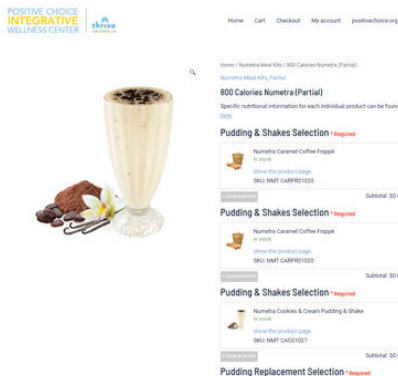 POSITIVE CHOICE
INTEGRATIVE
WELLNESS CENTER
thrive
Home Cart Checkout My account positivechoice.org
Home / Numetra Meal Kits / 800 Calories Numetra (Partial)
Numetra Meal Kits, Partial
800 Calories Numetra (Partial)
Specific nutritional information for each individual product can be found
here.
Pudding & Shakes Selection * Required
Numetra Caramel Coffee Frappé
In stock
show the product page
SKU: NMT CARFR01020
Subtotal: $0
Pudding & Shakes Selection * Required
Numetra Caramel Coffee Frappé
In stock
show the product page
SKU: NMT CARFR01020
Subtotal: $0
Pudding & Shakes Selection * Required
Numetra Cookies & Cream Pudding & Shake
In stock
show the product page
SKU: NMT CAC01027
Subtotal: $0
Pudding Replacement Selection * Required